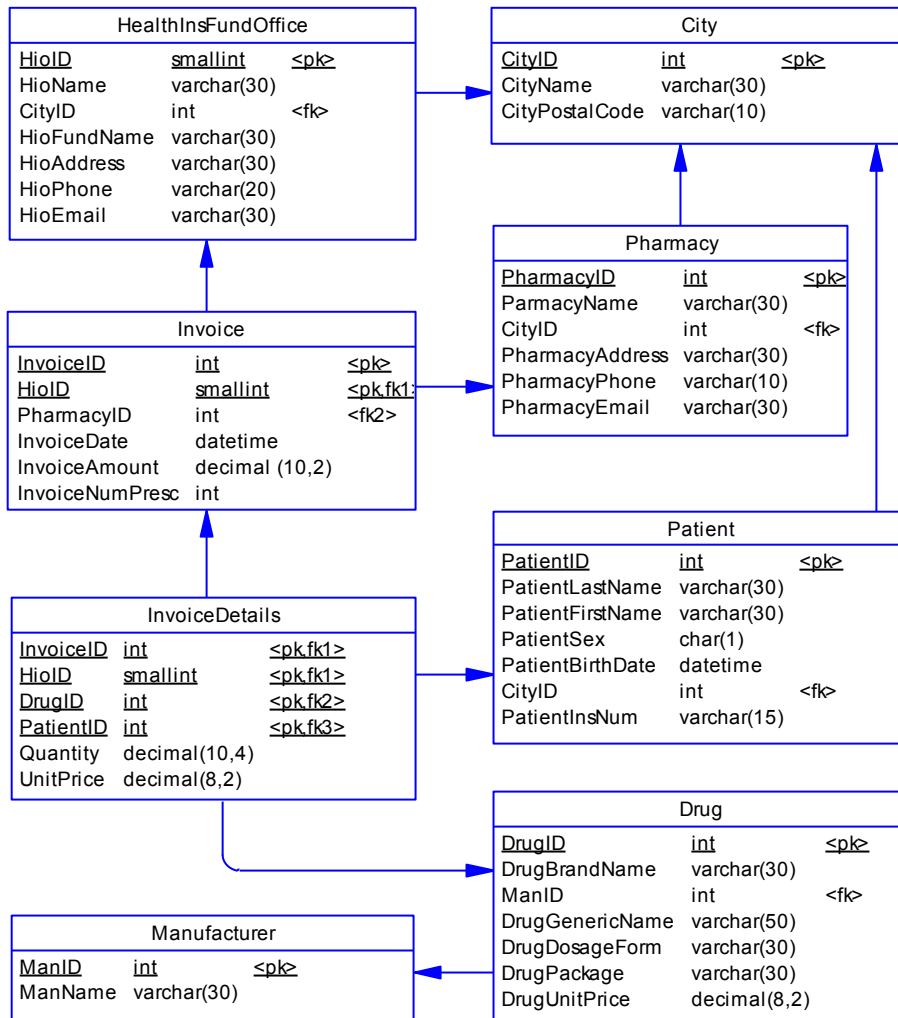 HealthInsFundOffice
HioID smallint <pk>
HioName varchar(30)
CityID int <fk>
HioFundName varchar(30)
HioAddress varchar(30)
HioPhone varchar(20)
HioEmail varchar(30)
City
CityID int <pk>
CityName varchar(30)
CityPostalCode varchar(10)
Pharmacy
PharmacyID int <pk>
ParmacyName varchar(30)
CityID int <fk>
PharmacyAddress varchar(30)
PharmacyPhone varchar(10)
PharmacyEmail varchar(30)
Invoice
InvoiceID int <pk>
HioID smallint <pk,fk1>
PharmacyID int <fk2>
InvoiceDate datetime
InvoiceAmount decimal (10,2)
InvoiceNumPresc int
Patient
PatientID int <pk>
PatientLastName varchar(30)
PatientFirstName varchar(30)
PatientSex char(1)
PatientBirthDate datetime
CityID int <fk>
PatientInsNum varchar(15)
InvoiceDetails
InvoiceID int <pk,fk1>
HioID smallint <pk,fk1>
DrugID int <pk,fk2>
PatientID int <pk,fk3>
Quantity decimal(10,4)
UnitPrice decimal(8,2)
Drug
DrugID int <pk>
DrugBrandName varchar(30)
ManID int <fk>
DrugGenericName varchar(50)
DrugDosageForm varchar(30)
DrugPackage varchar(30)
DrugUnitPrice decimal(8,2)
Manufacturer
ManID int <pk>
ManName varchar(30)